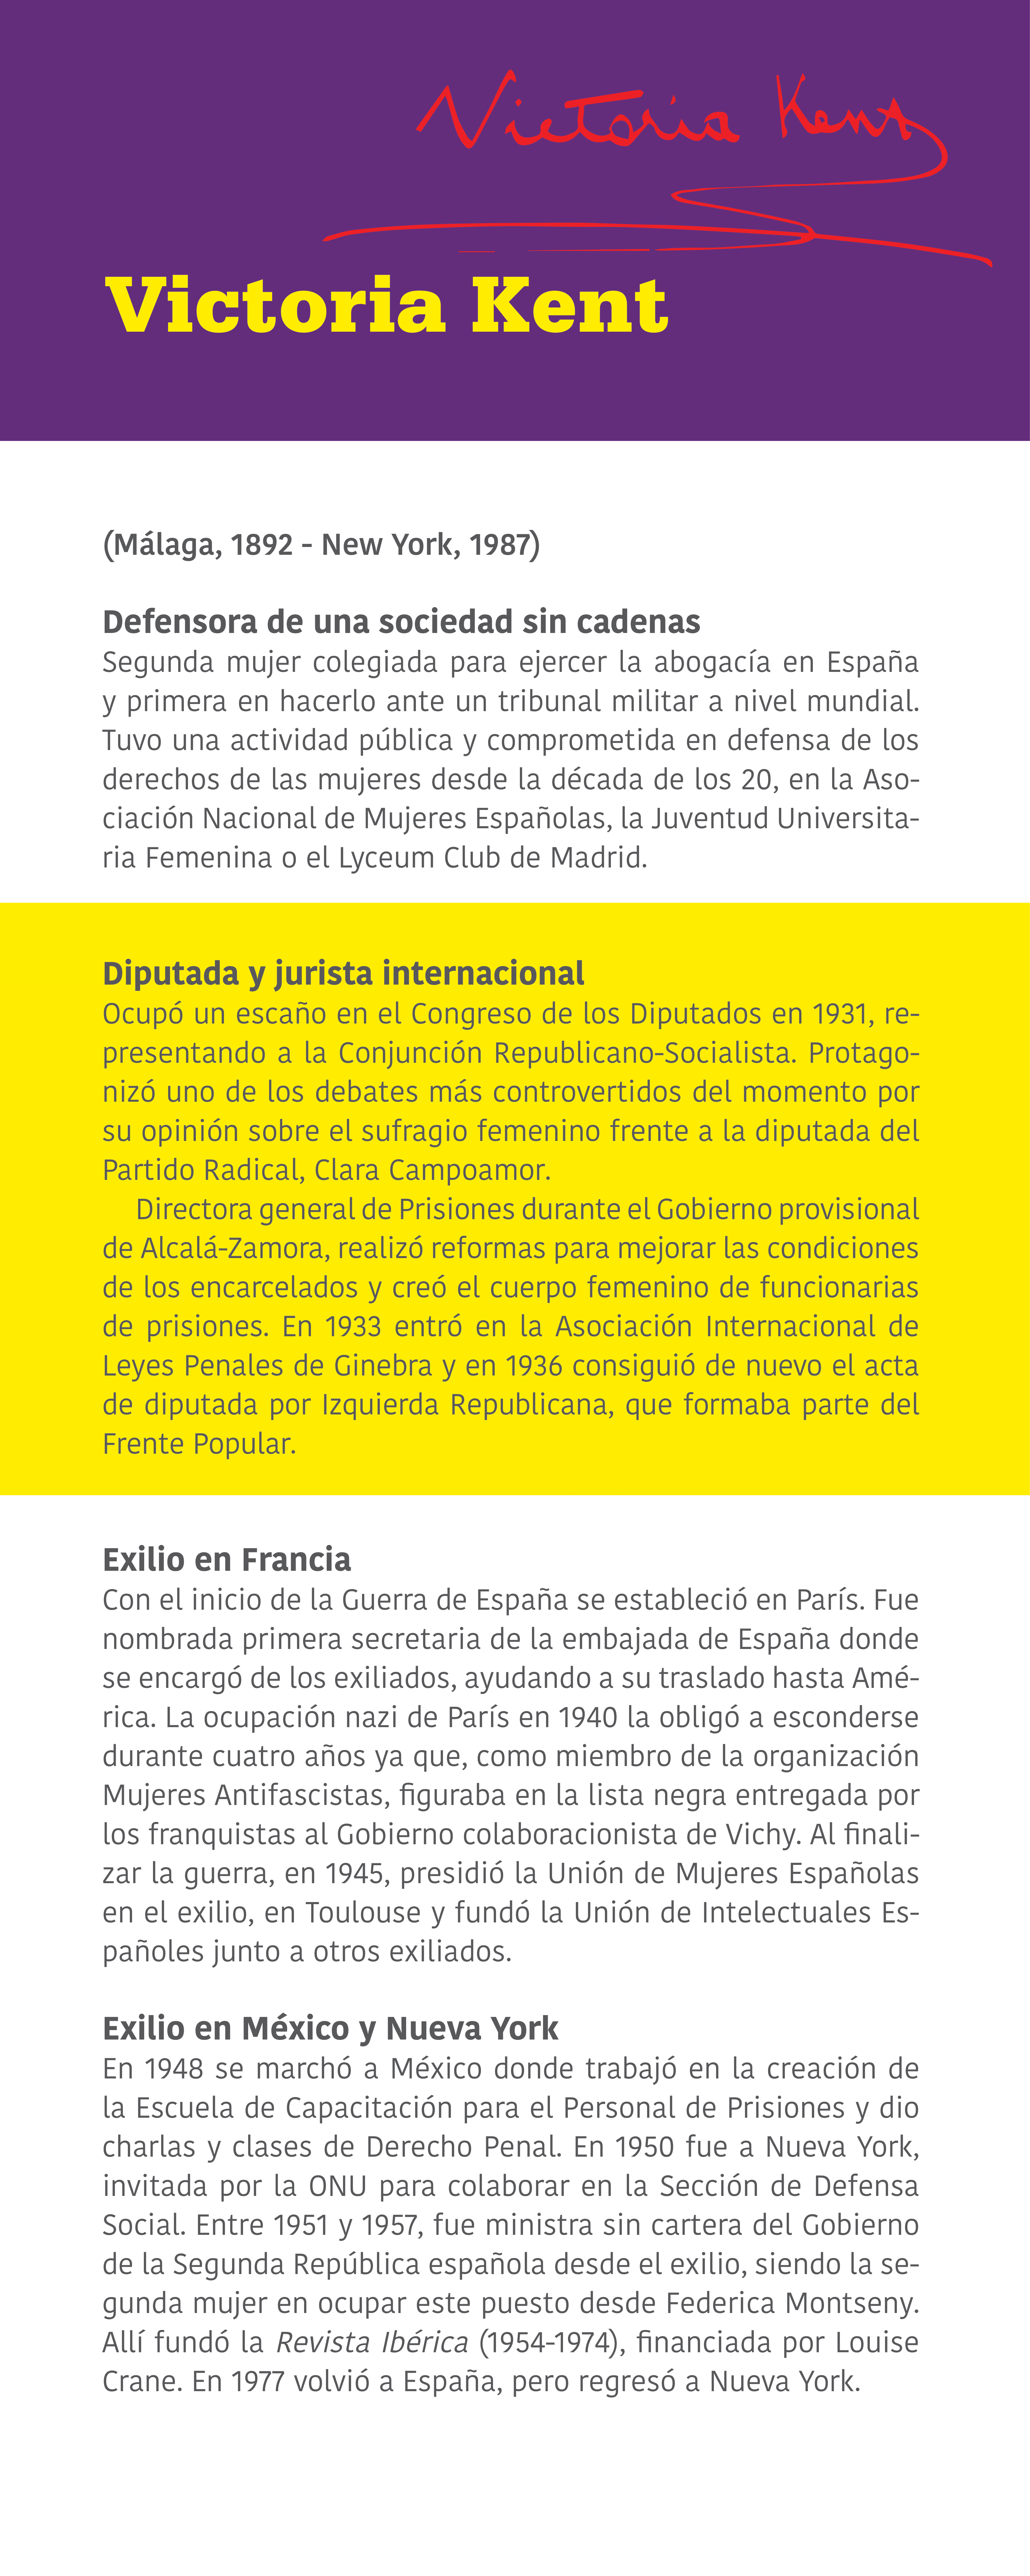 Victoria Kent
Victoria Kent
(Málaga, 1892 - New York, 1987)
Defensora de una sociedad sin cadenas
Segunda mujer colegiada para ejercer la abogacía en España
y primera en hacerlo ante un tribunal militar a nivel mundial.
Tuvo una actividad pública y comprometida en defensa de los
derechos de las mujeres desde la década de los 20, en la Aso-
ciación Nacional de Mujeres Españolas, la Juventud Universita-
ria Femenina o el Lyceum Club de Madrid.
Diputada y jurista internacional
Ocupó un escaño en el Congreso de los Diputados en 1931, re-
presentando a la Conjunción Republicano-Socialista. Protago-
nizó uno de los debates más controvertidos del momento por
su opinión sobre el sufragio femenino frente a la diputada del
Partido Radical, Clara Campoamor.
Directora general de Prisiones durante el Gobierno provisional
de Alcalá-Zamora, realizó reformas para mejorar las condiciones
de los encarcelados y creó el cuerpo femenino de funcionarias
de prisiones. En 1933 entró en la Asociación Internacional de
Leyes Penales de Ginebra y en 1936 consiguió de nuevo el acta
de diputada por Izquierda Republicana, que formaba parte del
Frente Popular.
Exilio en Francia
Con el inicio de la Guerra de España se estableció en París. Fue
nombrada primera secretaria de la embajada de España donde
se encargó de los exiliados, ayudando a su traslado hasta Amé-
rica. La ocupación nazi de París en 1940 la obligó a esconderse
durante cuatro años ya que, como miembro de la organización
Mujeres Antifascistas, figuraba en la lista negra entregada por
los franquistas al Gobierno colaboracionista de Vichy. Al finali-
zar la guerra, en 1945, presidió la Unión de Mujeres Españolas
en el exilio, en Toulouse y fundó la Unión de Intelectuales Es-
pañoles junto a otros exiliados.
Exilio en México y Nueva York
En 1948 se marchó a México donde trabajó en la creación de
la Escuela de Capacitación para el Personal de Prisiones y dio
charlas y clases de Derecho Penal. En 1950 fue a Nueva York,
invitada por la ONU para colaborar en la Sección de Defensa
Social. Entre 1951 y 1957, fue ministra sin cartera del Gobierno
de la Segunda República española desde el exilio, siendo la se-
gunda mujer en ocupar este puesto desde Federica Montseny.
Allí fundó la Revista Ibérica (1954-1974), financiada por Louise
Crane. En 1977 volvió a España, pero regresó a Nueva York.